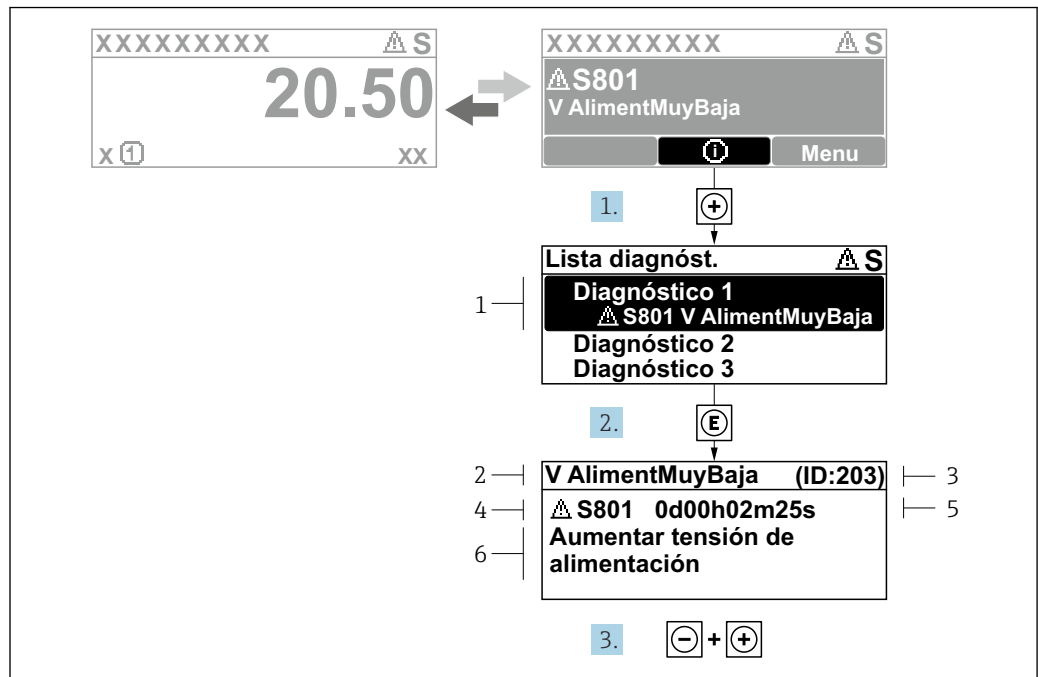 XXXXXXXXX ⚠ S
20.50
x ① xx
XXXXXXXXX ⚠ S
⚠ S801
V AlimentMuyBaja
ⓘ Menu
1. +
Lista diagnóst. ⚠ S
1 Diagnóstico 1
⚠ S801 V AlimentMuyBaja
Diagnóstico 2
Diagnóstico 3
2. E
2 V AlimentMuyBaja (ID:203) 3
4 ⚠ S801 0d00h02m25s 5
6 Aumentar tensión de
alimentación
3. - + +